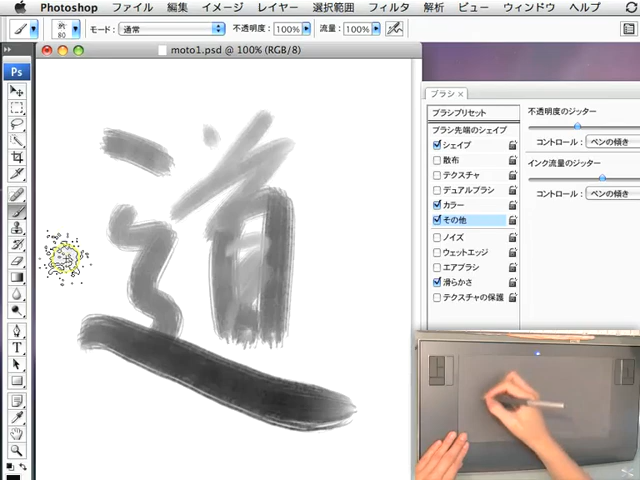 Photoshop ファイル 編集 イメージ レイヤー 選択範囲 フィルタ 解析 ビュー ウィンドウ ヘルプ
80 モード： 通常 不透明度： 100% 流量： 100%
moto1.psd @ 100% (RGB/8)
Ps
T
道
ブラシ ×
ブラシプリセット
ブラシ先端のシェイプ
シェイプ
散布
テクスチャ
デュアルブラシ
カラー
その他
ノイズ
ウェットエッジ
エアブラシ
滑らかさ
テクスチャの保護
不透明度のジッター
コントロール： ペンの傾き
インク流量のジッター
コントロール： ペンの傾き